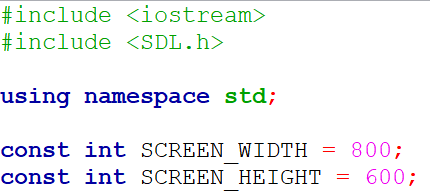 #include <iostream>
#include <SDL.h>
using namespace std;
const int SCREEN_WIDTH = 800;
const int SCREEN_HEIGHT = 600;